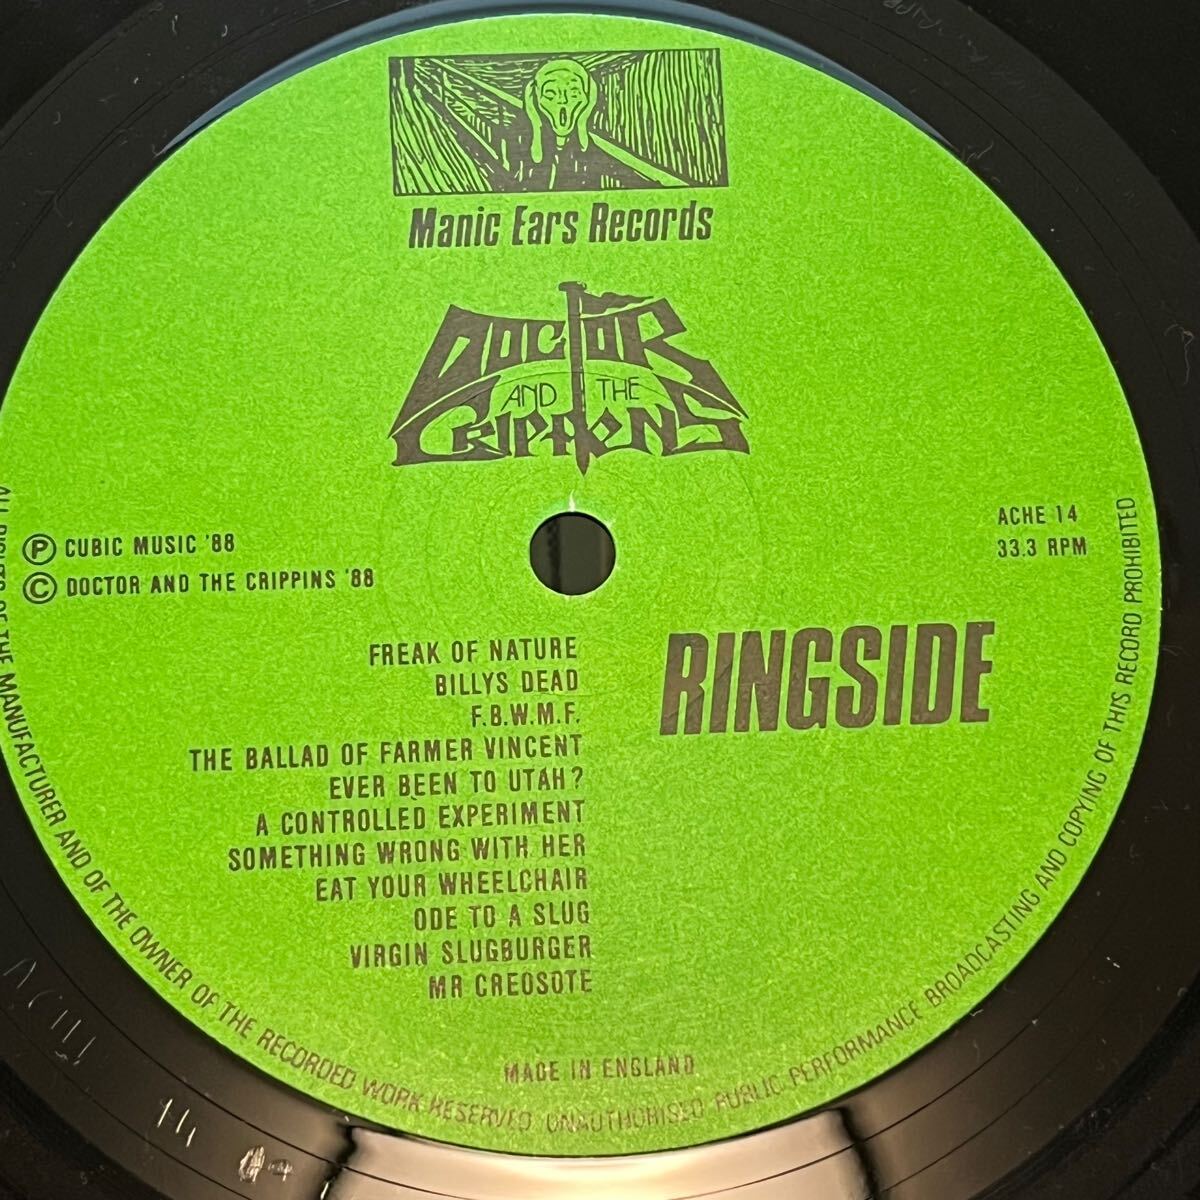 Manic Ears Records
DOCTOR
AND THE
CRIPPENS
ACHE 14
33.3 RPM
Ⓟ CUBIC MUSIC '88
© DOCTOR AND THE CRIPPINS '88
RINGSIDE
FREAK OF NATURE
BILLYS DEAD
F.B.W.M.F.
THE BALLAD OF FARMER VINCENT
EVER BEEN TO UTAH?
A CONTROLLED EXPERIMENT
SOMETHING WRONG WITH HER
EAT YOUR WHEELCHAIR
ODE TO A SLUG
VIRGIN SLUGBURGER
MR CREOSOTE
MADE IN ENGLAND
ALL RIGHTS OF THE MANUFACTURER AND OF THE OWNER OF THE RECORDED WORK RESERVED UNAUTHORISED PUBLIC PERFORMANCE BROADCASTING AND COPYING OF THIS RECORD PROHIBITED